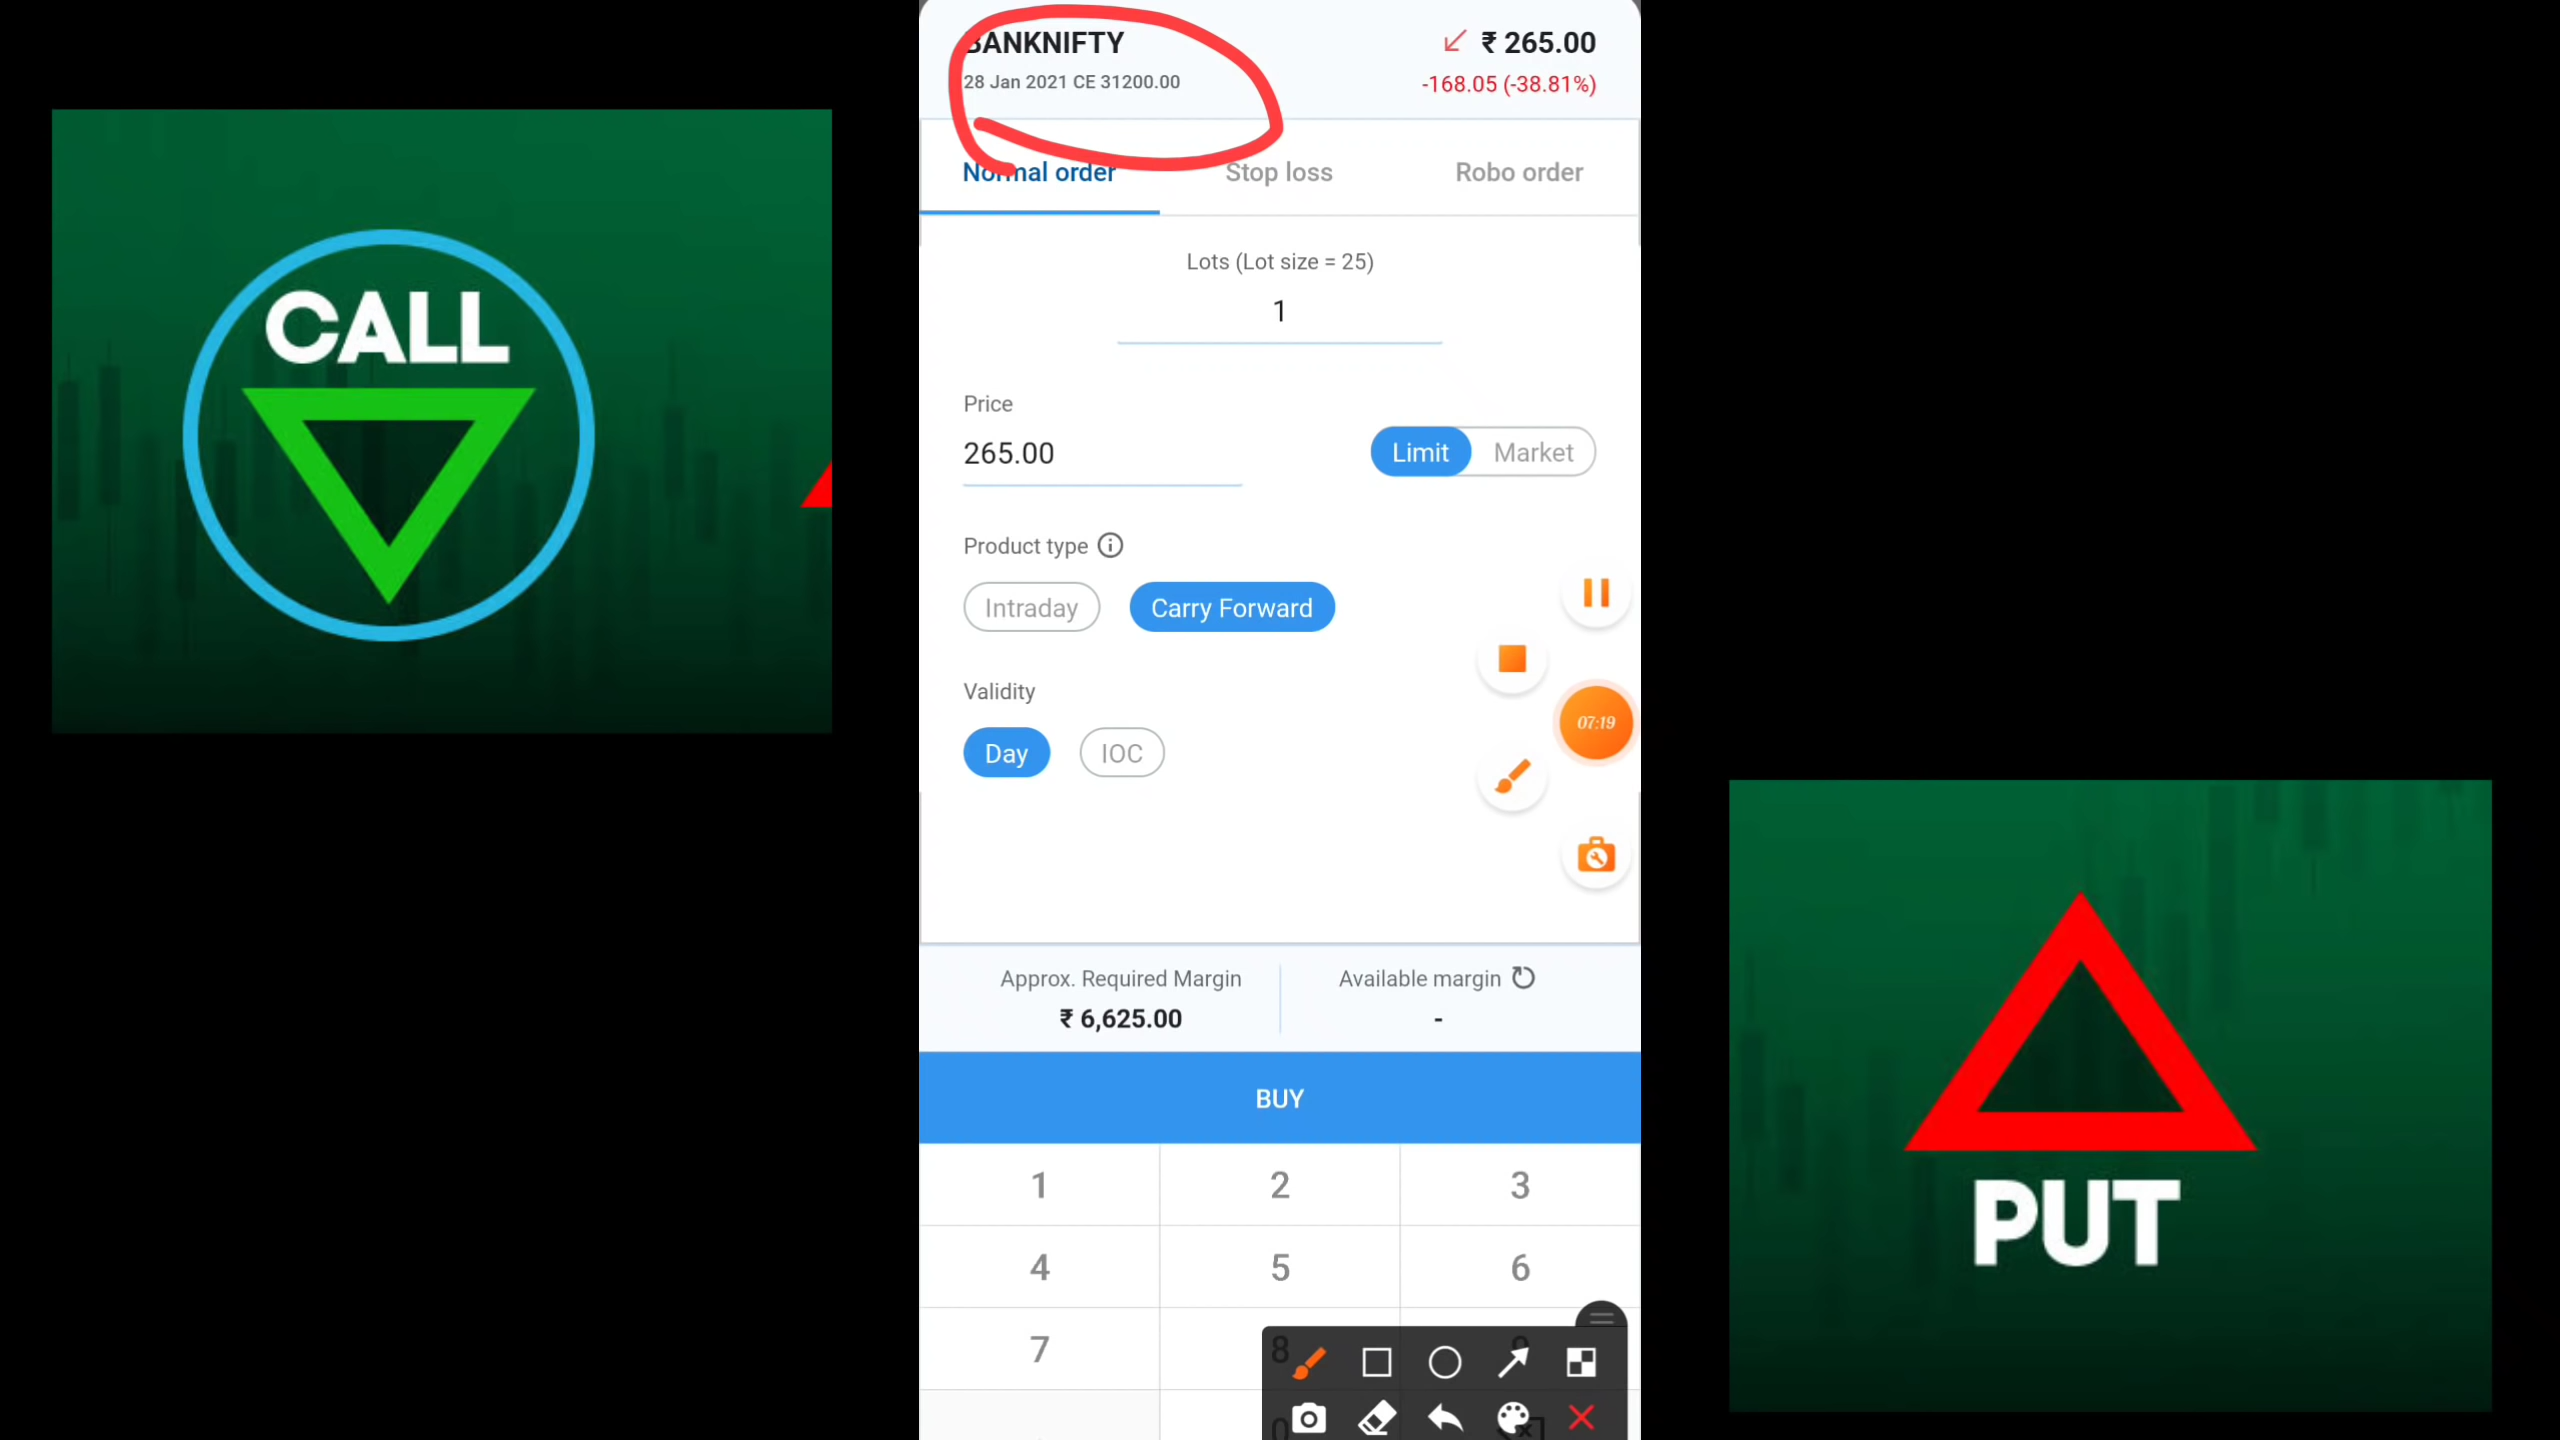 CALL
BANKNIFTY
₹ 265.00
28 Jan 2021 CE 31200.00
-168.05 (-38.81%)
Normal order
Stop loss
Robo order
Lots (Lot size = 25)
1
Price
265.00
Limit
Market
Product type
Intraday
Carry Forward
Validity
Day
IOC
07:19
Approx. Required Margin
₹ 6,625.00
Available margin
-
BUY
1 2 3
4 5 6
7 8 9
0
PUT